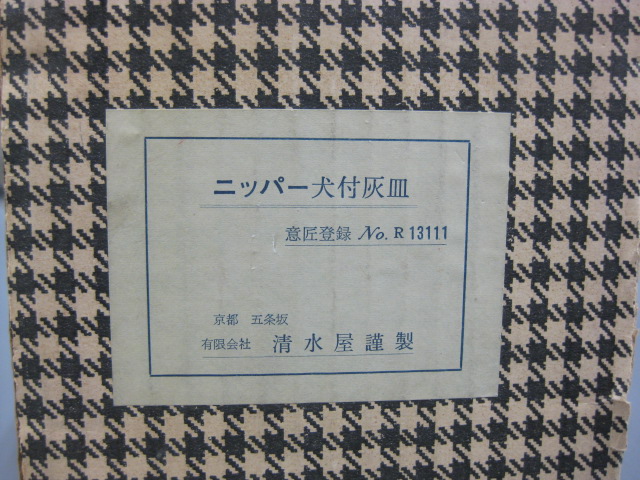 ニッパー犬付灰皿
意匠登録 No. R 13111
京都 五条坂
有限会社 清水屋謹製